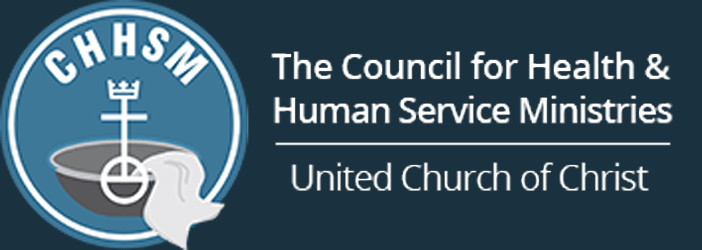 CHHSM
The Council for Health &
Human Service Ministries
United Church of Christ